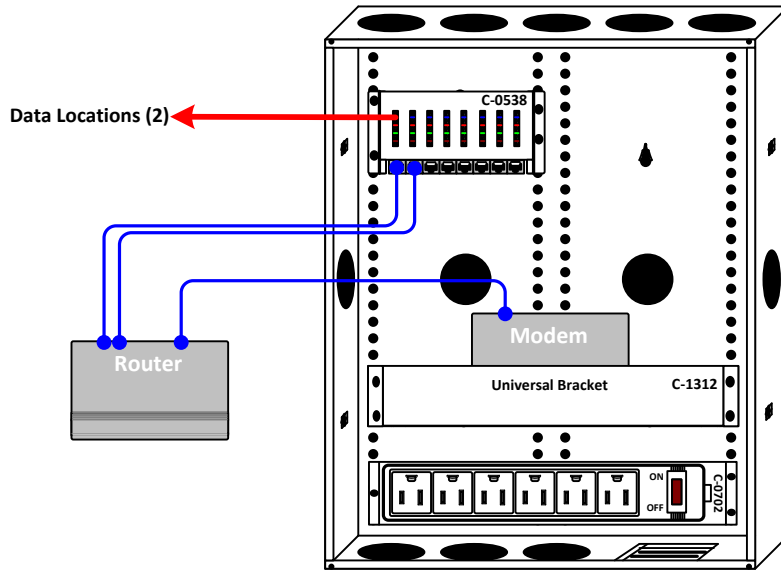 C-0538
Data Locations (2)
Router
Modem
Universal Bracket
C-1312
ON
OFF
C-0702